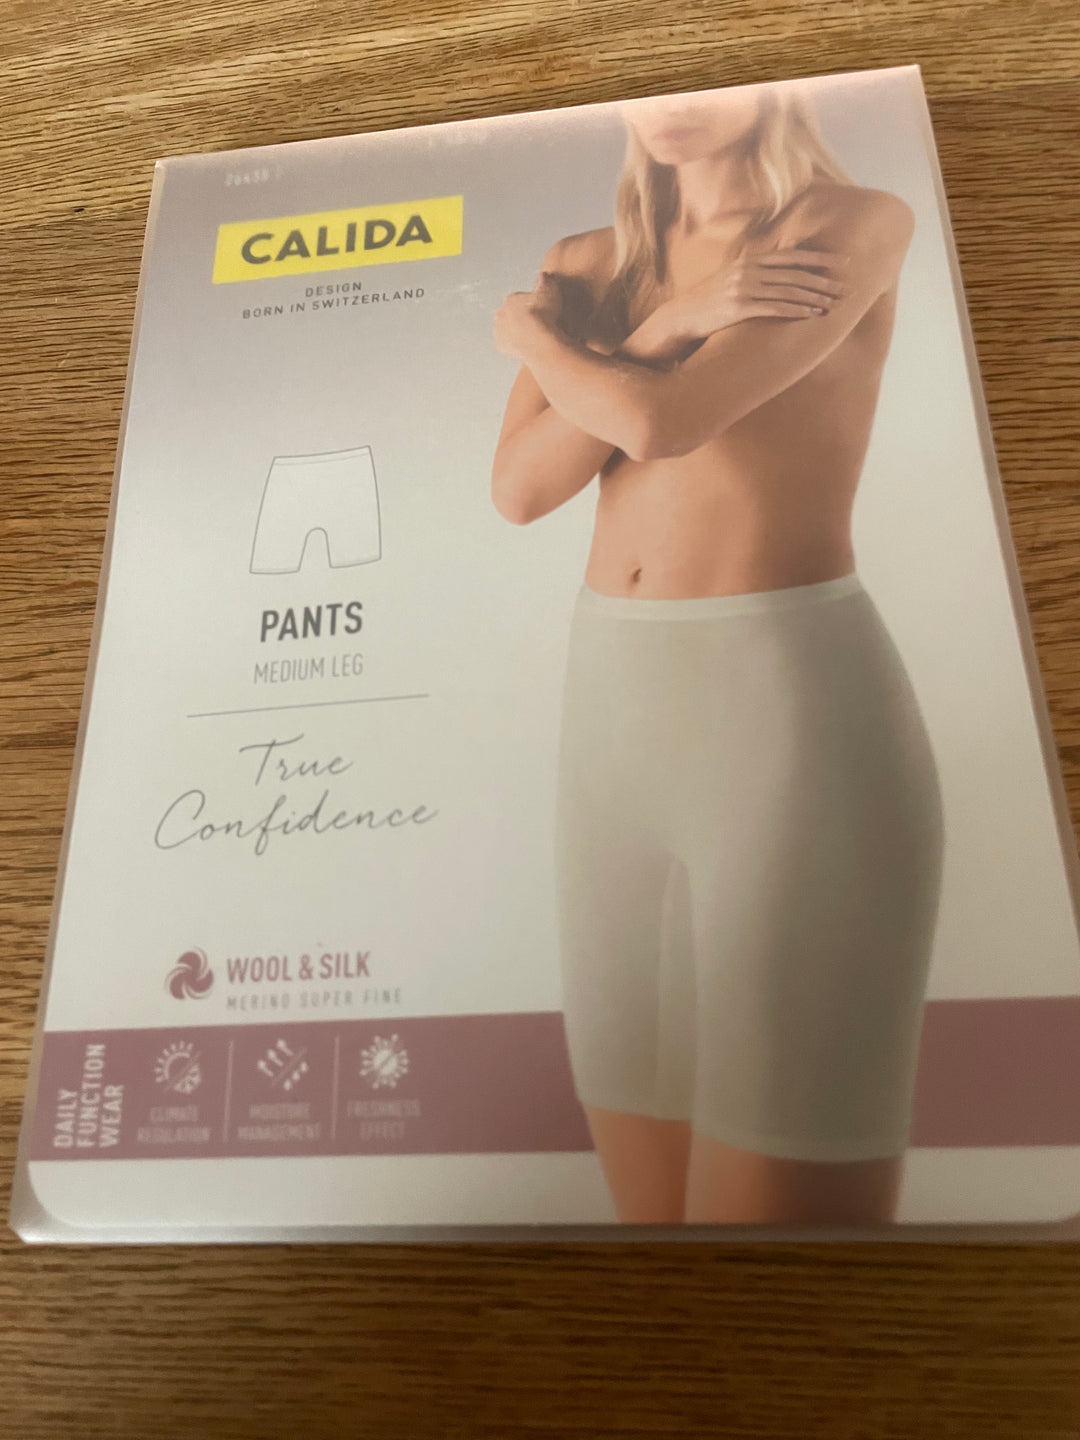 CALIDA
DESIGN
BORN IN SWITZERLAND
PANTS
MEDIUM LEG
True
Confidence
WOOL & SILK
MERINO SUPER FINE
DAILY
FUNCTION
WEAR
CLIMATE
REGULATION
MOISTURE
MANAGEMENT
FRESHNESS
EFFECT